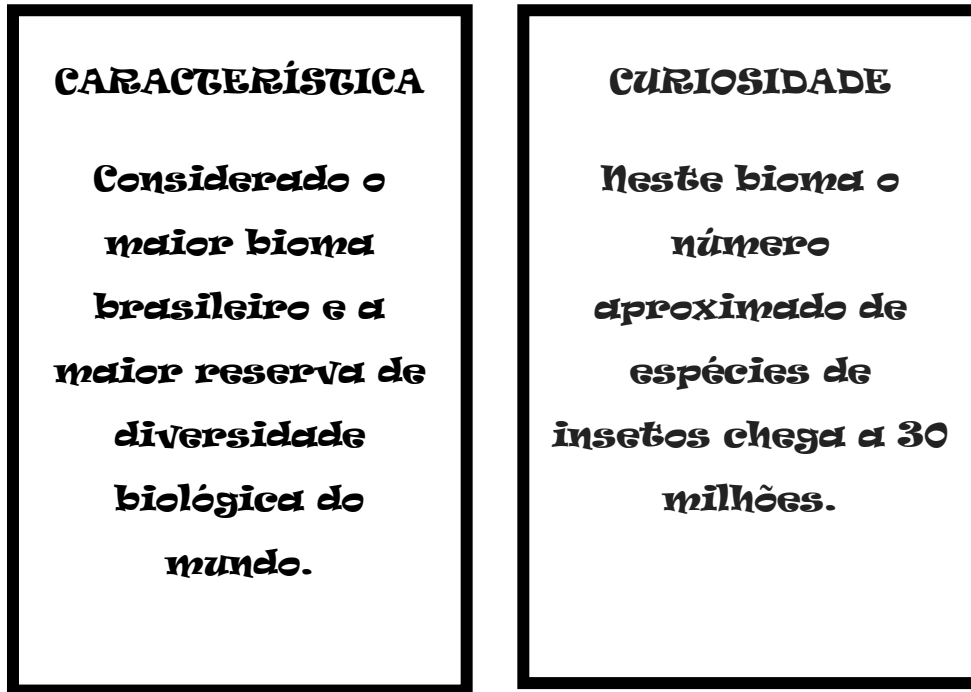 CARACTERÍSTICA
Considerado o
maior bioma
brasileiro e a
maior reserva de
diversidade
biológica do
mundo.
CURIOSIDADE
Neste bioma o
número
aproximado de
espécies de
insetos chega a 30
milhões.